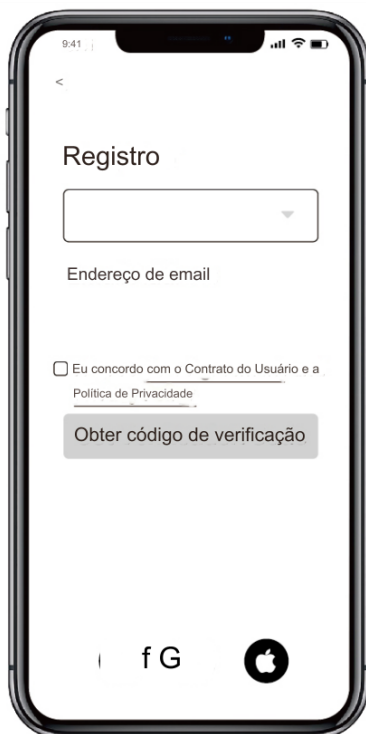 9:41
<
Registro
Endereço de email
Eu concordo com o Contrato do Usuário e a
Política de Privacidade
Obter código de verificação
f G